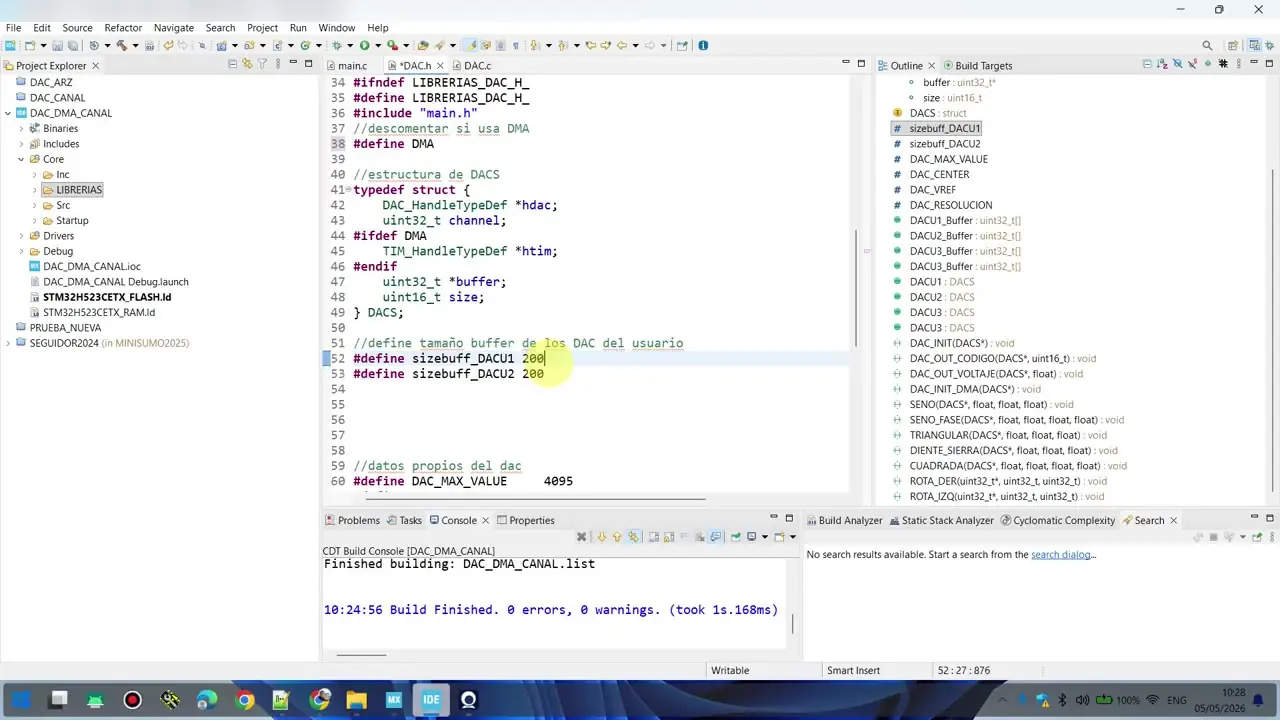 File Edit Source Refactor Navigate Search Project Run Window Help
Project Explorer
DAC_ARZ
DAC_CANAL
DAC_DMA_CANAL
Binaries
Includes
Core
Inc
LIBRERIAS
Src
Startup
Drivers
Debug
DAC_DMA_CANAL.ioc
DAC_DMA_CANAL Debug.launch
STM32H523CETX_FLASH.ld
STM32H523CETX_RAM.ld
PRUEBA_NUEVA
SEGUIDOR2024 (in MINISUMO2025)
main.c *DAC.h DAC.c
34 #ifndef LIBRERIAS_DAC_H_
35 #define LIBRERIAS_DAC_H_
36 #include "main.h"
37 //descomentar si usa DMA
38 #define DMA
39
40 //estructura de DACS
41 typedef struct {
42 DAC_HandleTypeDef *hdac;
43 uint32_t channel;
44 #ifdef DMA
45 TIM_HandleTypeDef *htim;
46 #endif
47 uint32_t *buffer;
48 uint16_t size;
49 } DACS;
50
51 //define tamaño buffer de los DAC del usuario
52 #define sizebuff_DACU1 200
53 #define sizebuff_DACU2 200
54
55
56
57
58
59 //datos propios del dac
60 #define DAC_MAX_VALUE 4095
Outline Build Targets
buffer : uint32_t*
size : uint16_t
DACS : struct
sizebuff_DACU1
sizebuff_DACU2
DAC_MAX_VALUE
DAC_CENTER
DAC_VREF
DAC_RESOLUCION
DACU1_Buffer : uint32_t[]
DACU2_Buffer : uint32_t[]
DACU3_Buffer : uint32_t[]
DACU3_Buffer : uint32_t[]
DACU1 : DACS
DACU2 : DACS
DACU3 : DACS
DACU3 : DACS
DAC_INIT(DACS*) : void
DAC_OUT_CODIGO(DACS*, uint16_t) : void
DAC_OUT_VOLTAJE(DACS*, float) : void
DAC_INIT_DMA(DACS*) : void
SENO(DACS*, float, float, float) : void
SENO_FASE(DACS*, float, float, float, float) : void
TRIANGULAR(DACS*, float, float, float) : void
DIENTE_SIERRA(DACS*, float, float, float) : void
CUADRADA(DACS*, float, float, float, float) : void
ROTA_DER(uint32_t*, uint32_t, uint32_t) : void
ROTA_IZQ(uint32_t*, uint32_t, uint32_t) : void
Problems Tasks Console Properties
CDT Build Console [DAC_DMA_CANAL]
Finished building: DAC_DMA_CANAL.list
10:24:56 Build Finished. 0 errors, 0 warnings. (took 1s.168ms)
Build Analyzer Static Stack Analyzer Cyclomatic Complexity Search
No search results available. Start a search from the search dialog...
Writable Smart Insert 52 : 27 : 876
MX IDE 100% ENG 10:28
05/05/2026